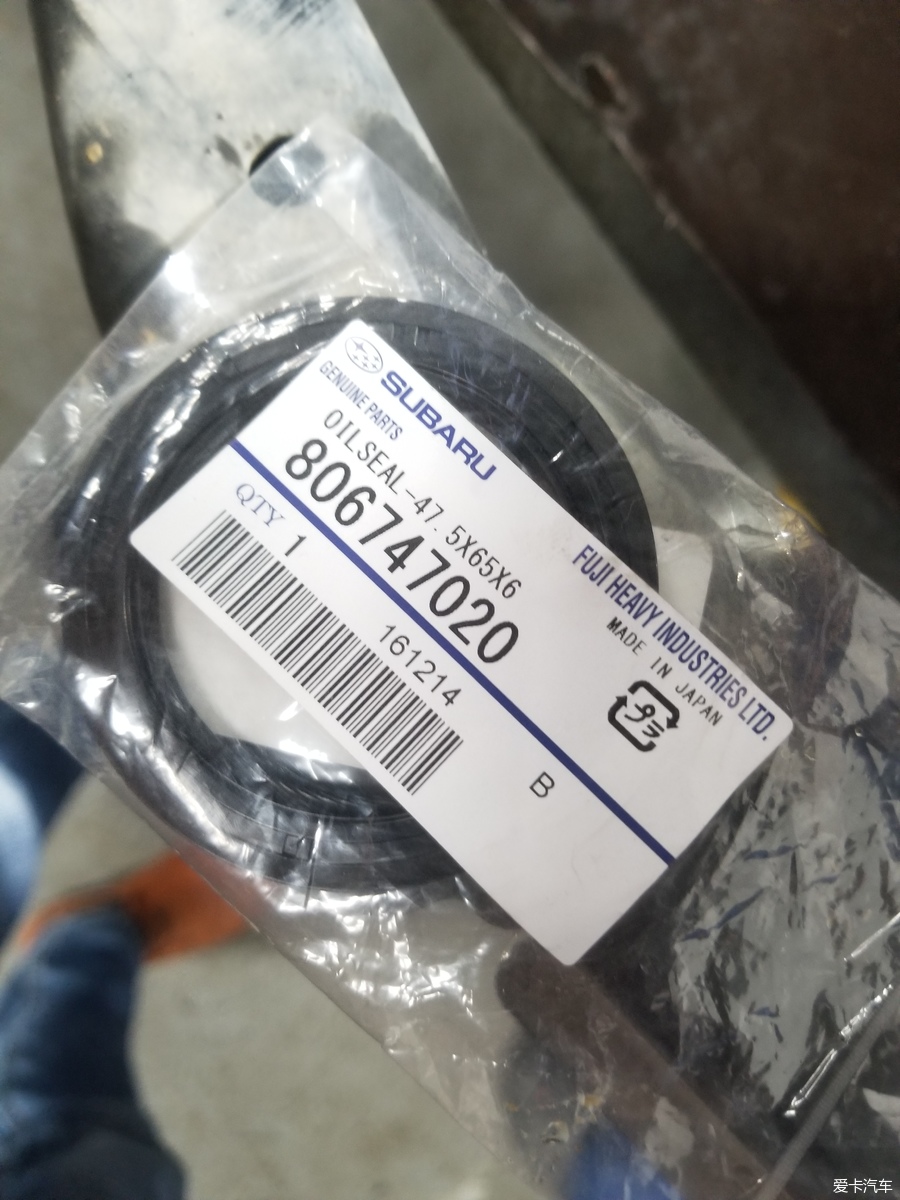 SUBARU
GENUINE PARTS
OILSEAL-47.5X65X6
806747020
FUJI HEAVY INDUSTRIES LTD.
MADE IN JAPAN
プラ
QTY
1
161214
B
爱卡汽车